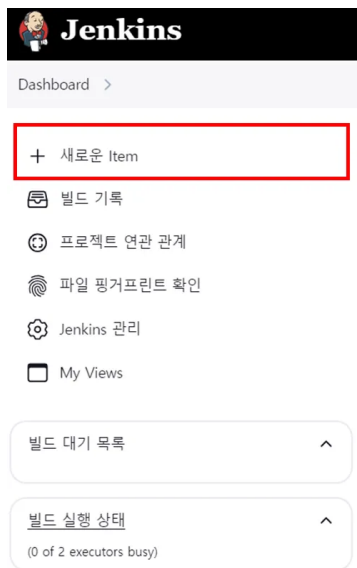 Jenkins
Dashboard >
+ 새로운 Item
빌드 기록
프로젝트 연관 관계
파일 핑거프린트 확인
Jenkins 관리
My Views
빌드 대기 목록
빌드 실행 상태
(0 of 2 executors busy)